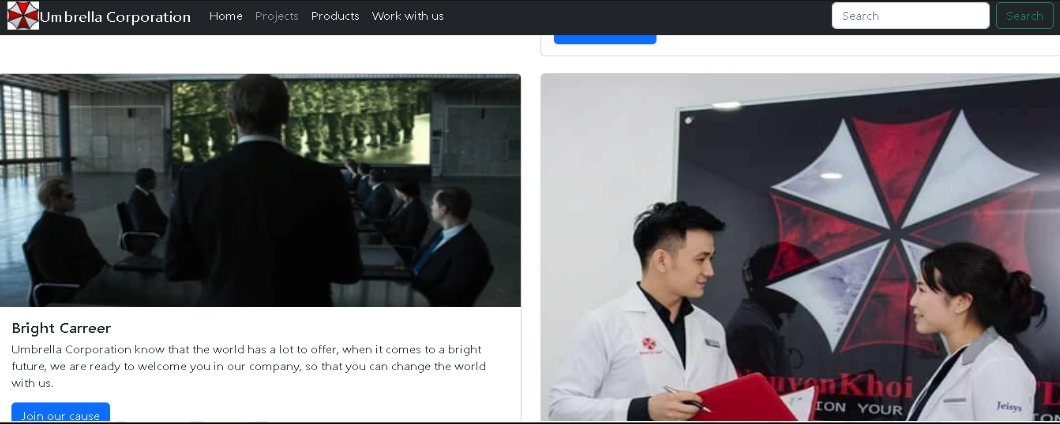 Umbrella Corporation
Home
Projects
Products
Work with us
Search
Search
NguyenKhoi
ION YOUR
Jeisys
Bright Carreer
Umbrella Corporation know that the world has a lot to offer, when it comes to a bright
future, we are ready to welcome you in our company, so that you can change the world
with us.
Join our cause